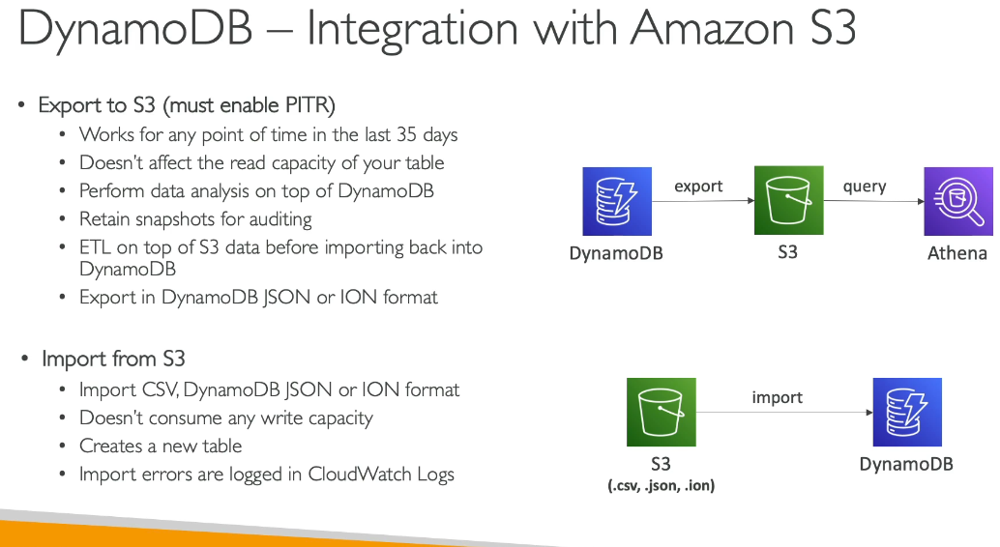 DynamoDB – Integration with Amazon S3
• Export to S3 (must enable PITR)
• Works for any point of time in the last 35 days
• Doesn't affect the read capacity of your table
• Perform data analysis on top of DynamoDB
• Retain snapshots for auditing
• ETL on top of S3 data before importing back into
DynamoDB
• Export in DynamoDB JSON or ION format
export
query
DynamoDB
S3
Athena
• Import from S3
• Import CSV, DynamoDB JSON or ION format
• Doesn't consume any write capacity
• Creates a new table
• Import errors are logged in CloudWatch Logs
import
S3
(.csv, .json, .ion)
DynamoDB